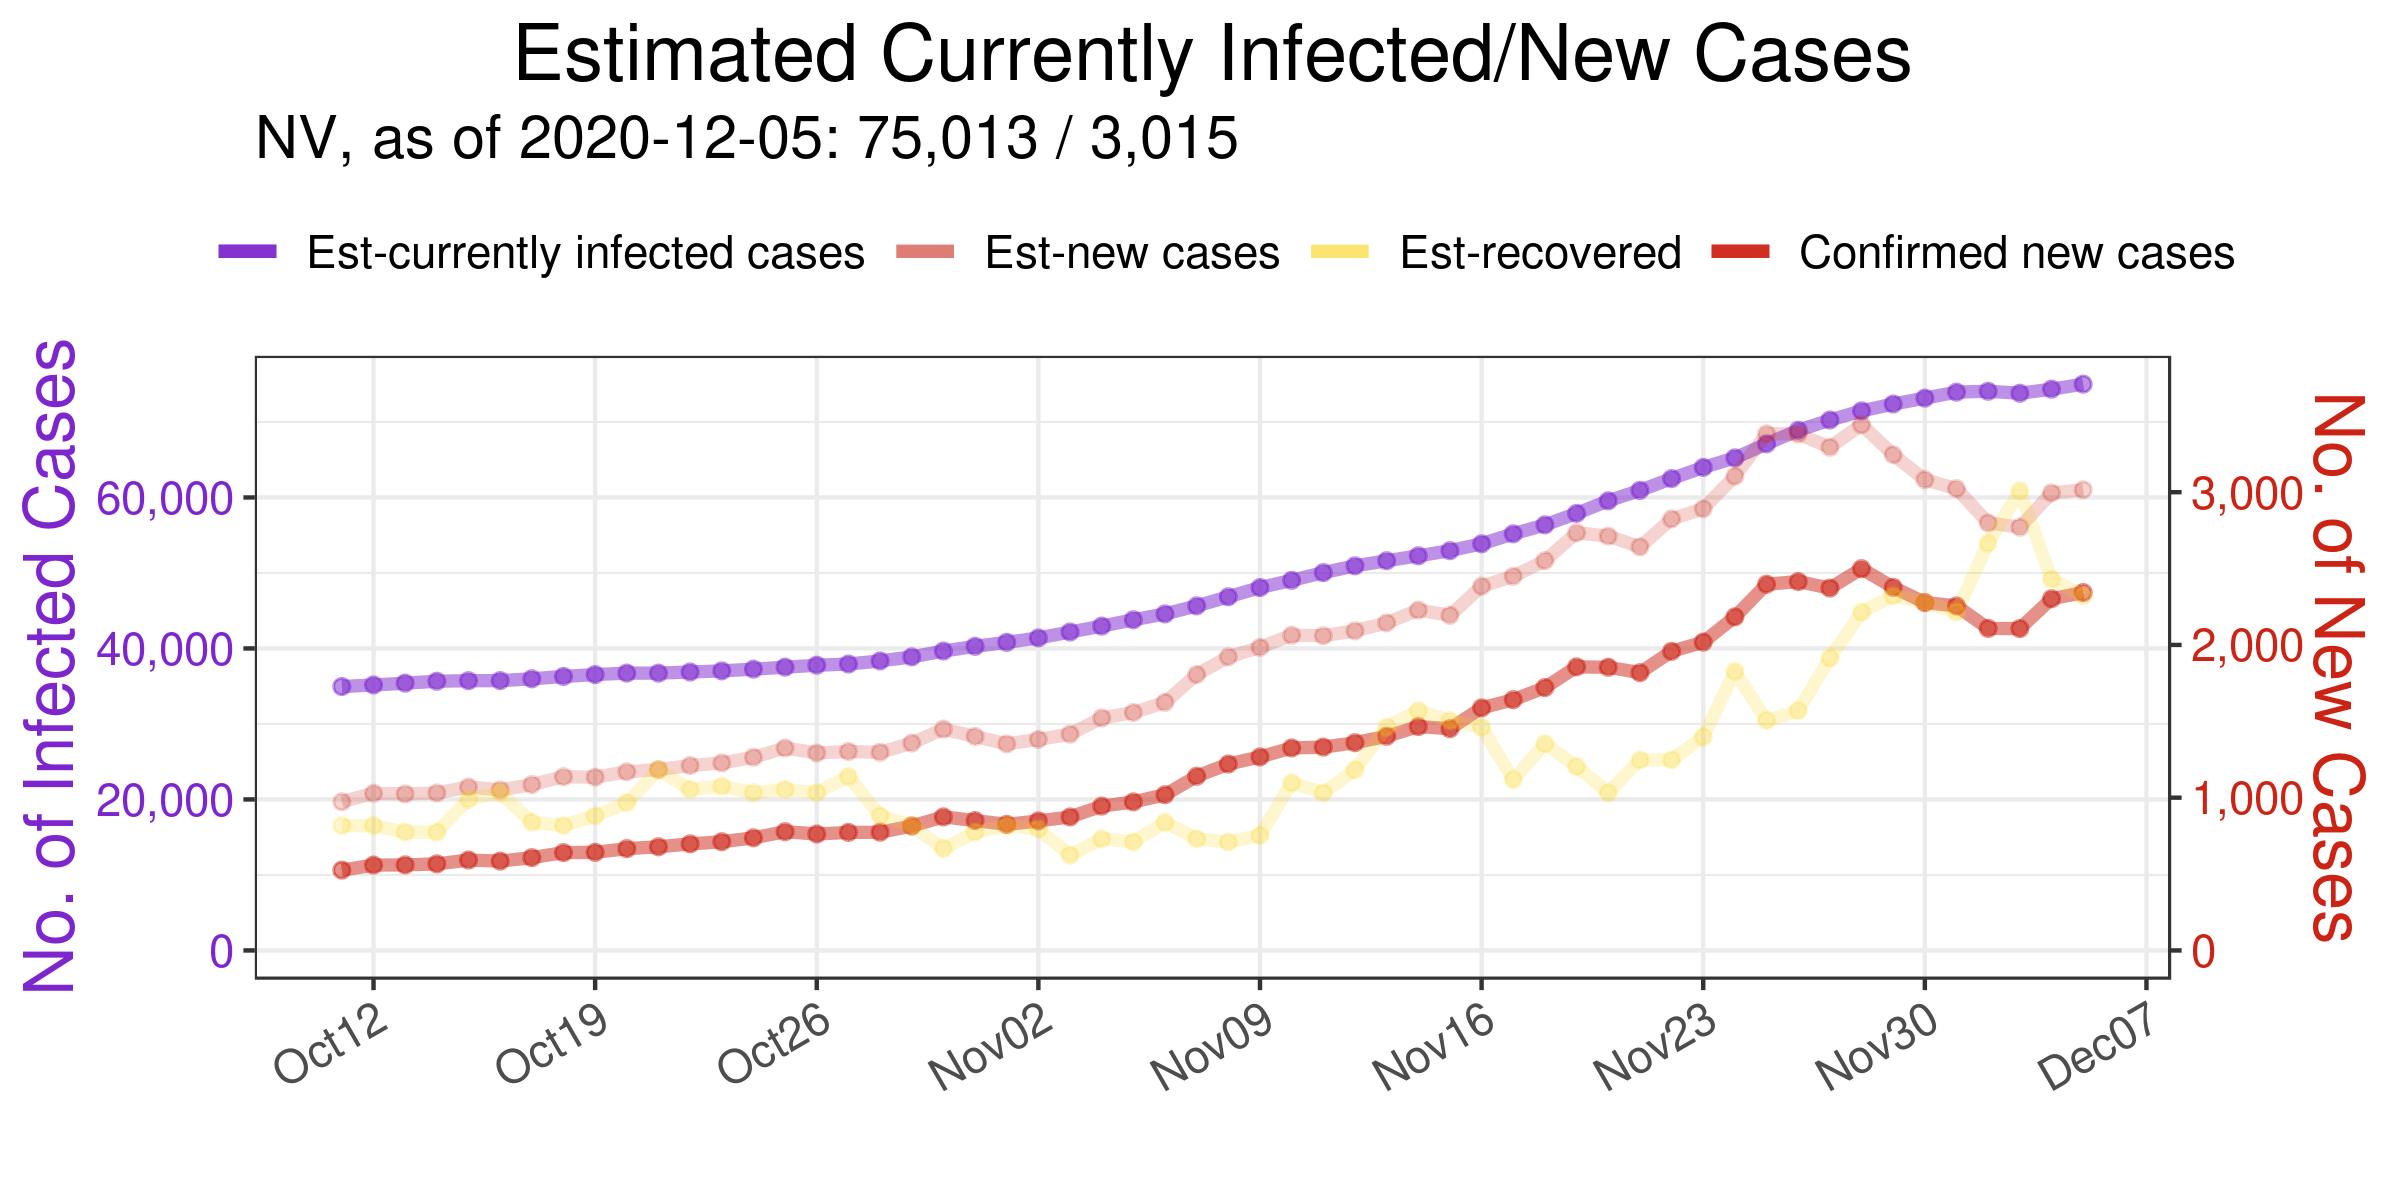 Estimated Currently Infected/New Cases
NV, as of 2020-12-05: 75,013 / 3,015
Est-currently infected cases Est-new cases Est-recovered Confirmed new cases
No. of Infected Cases
60,000
40,000
20,000
0
3,000
2,000
1,000
0
No. of New Cases
Oct12 Oct19 Oct26 Nov02 Nov09 Nov16 Nov23 Nov30 Dec07